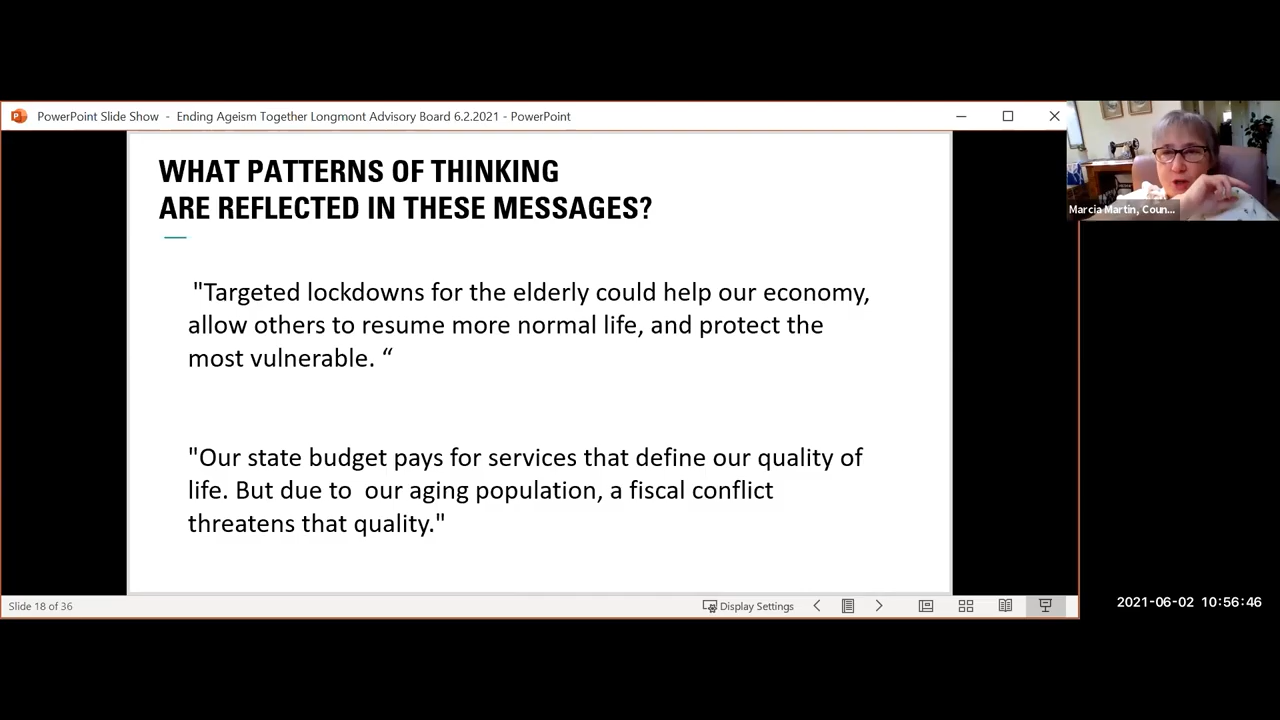 PowerPoint Slide Show - Ending Ageism Together Longmont Advisory Board 6.2.2021 - PowerPoint
WHAT PATTERNS OF THINKING
ARE REFLECTED IN THESE MESSAGES?
Marcia Martin, Coun...
"Targeted lockdowns for the elderly could help our economy,
allow others to resume more normal life, and protect the
most vulnerable. “
"Our state budget pays for services that define our quality of
life. But due to  our aging population, a fiscal conflict
threatens that quality."
Slide 18 of 36
Display Settings
2021-06-02 10:56:46